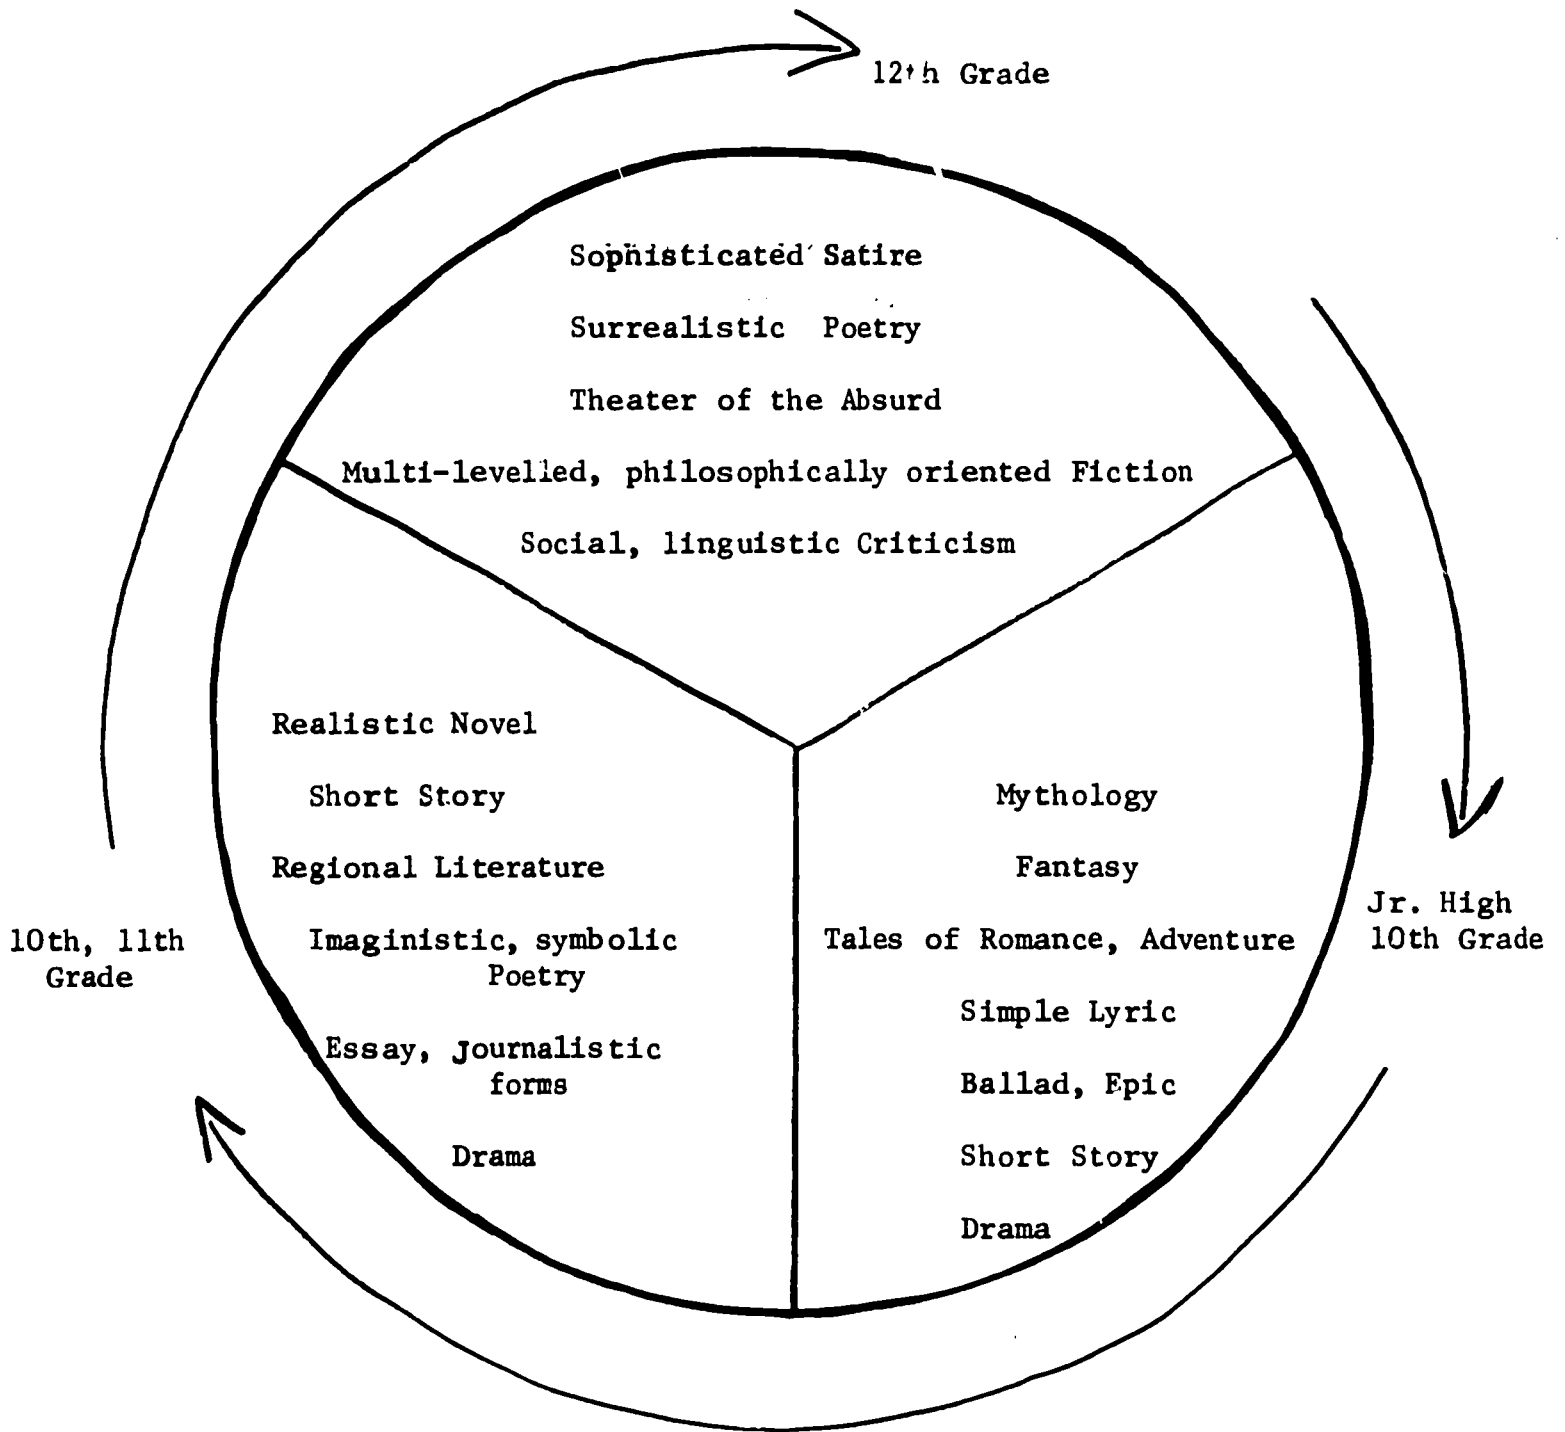 12th Grade
Sophisticated Satire
Surrealistic Poetry
Theater of the Absurd
Multi-levelled, philosophically oriented Fiction
Social, linguistic Criticism
Realistic Novel
Short Story
Regional Literature
Imaginistic, symbolic
Poetry
Essay, Journalistic
forms
Drama
10th, 11th
Grade
Mythology
Fantasy
Tales of Romance, Adventure
Simple Lyric
Ballad, Epic
Short Story
Drama
Jr. High
10th Grade